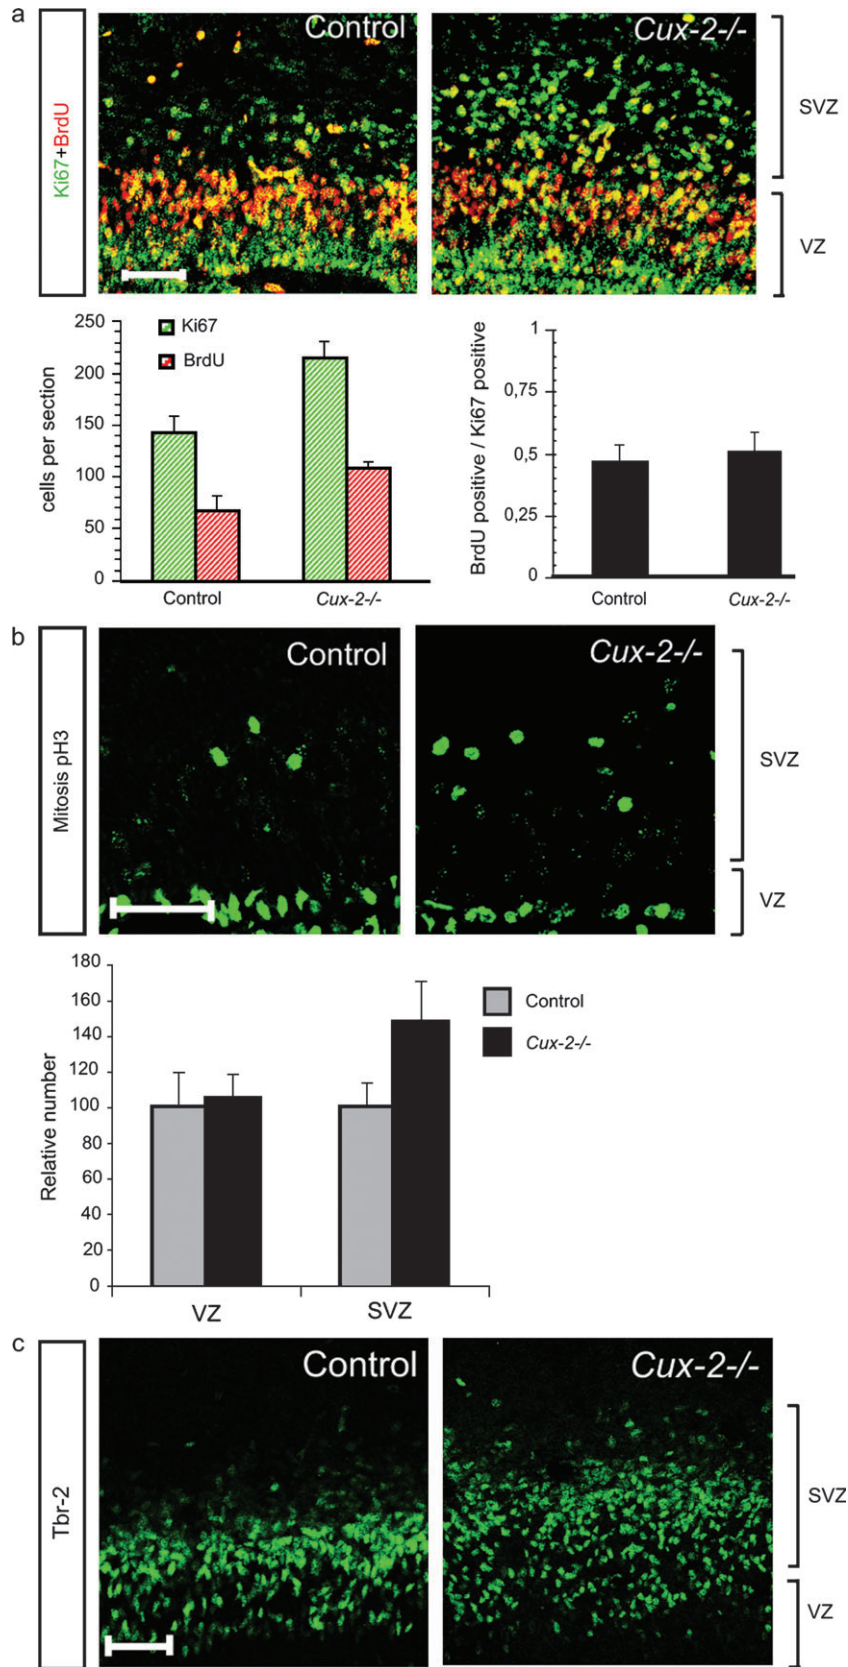 a
Ki67+BrdU
Control
Cux-2-/-
SVZ
VZ
250
200
150
100
50
0
cells per section
Ki67
BrdU
Control
Cux-2-/-
1
0,75
0,5
0,25
0
BrdU positive / Ki67 positive
Control
Cux-2-/-
b
Mitosis pH3
Control
Cux-2-/-
SVZ
VZ
180
160
140
120
100
80
60
40
20
0
Relative number
Control
Cux-2-/-
VZ
SVZ
c
Tbr-2
Control
Cux-2-/-
SVZ
VZ